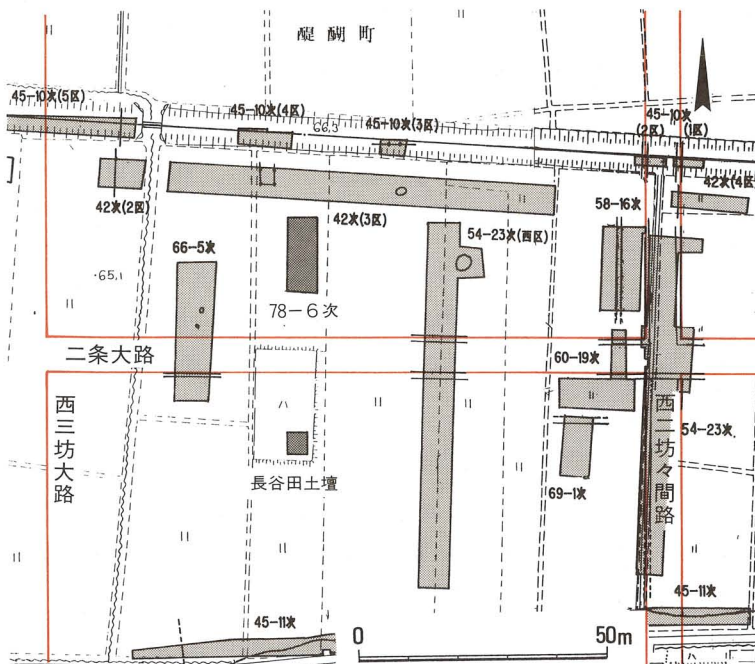 醍醐町
45-10次(5区)
45-10次(4区)
66.3
45-10次(3区)
45-10次
(2区)
(1区)
42次(2区)
42次(3区)
42次(4区)
58-16次
54-23次(西区)
66-5次
65.1
78-6次
二条大路
60-19次
西三坊大路
西二坊々間路
54-23次
長谷田土壇
69-1次
45-11次
45-11次
0
50m